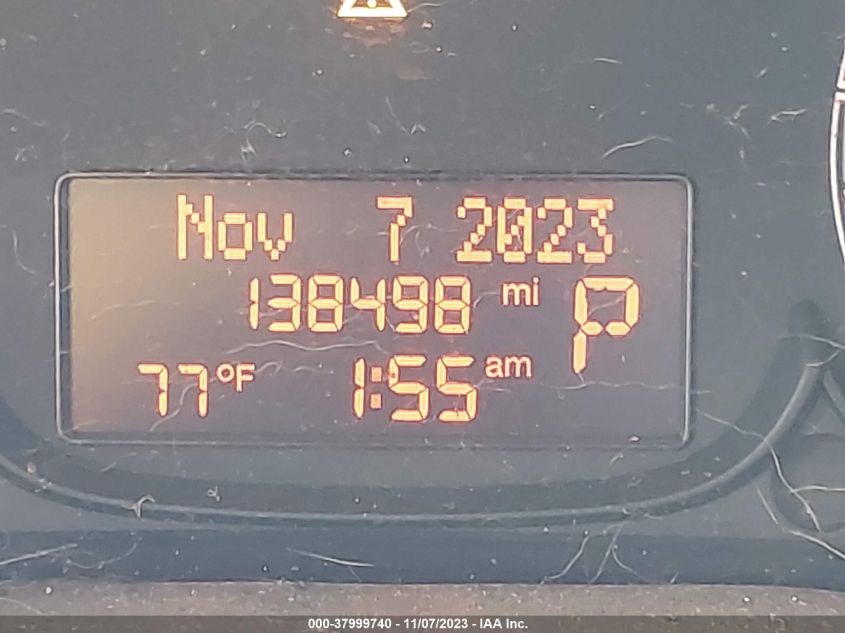 Nov 7 2023
138498 mi P
77°F 1:55 am
000-37999740 - 11/07/2023 - IAA Inc.